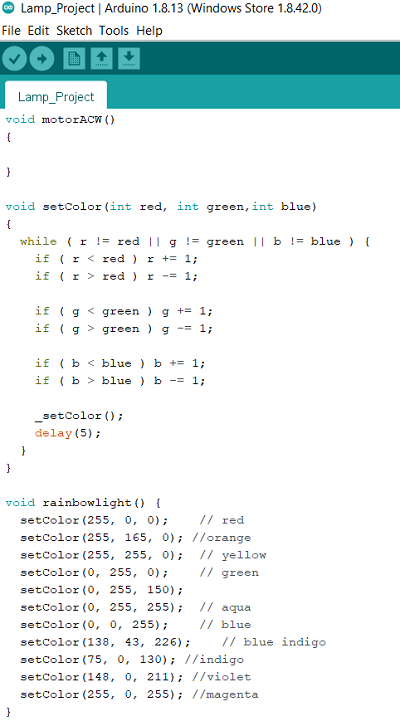 Lamp_Project | Arduino 1.8.13 (Windows Store 1.8.42.0)
File Edit Sketch Tools Help
Lamp_Project
void motorACW()
{
}
void setColor(int red, int green,int blue)
{
while ( r != red || g != green || b != blue ) {
if ( r < red ) r += 1;
if ( r > red ) r -= 1;
if ( g < green ) g += 1;
if ( g > green ) g -= 1;
if ( b < blue ) b += 1;
if ( b > blue ) b -= 1;
_setColor();
delay(5);
}
}
void rainbowlight() {
setColor(255, 0, 0); // red
setColor(255, 165, 0); //orange
setColor(255, 255, 0); // yellow
setColor(0, 255, 0); // green
setColor(0, 255, 150);
setColor(0, 255, 255); // aqua
setColor(0, 0, 255); // blue
setColor(138, 43, 226); // blue indigo
setColor(75, 0, 130); //indigo
setColor(148, 0, 211); //violet
setColor(255, 0, 255); //magenta
}